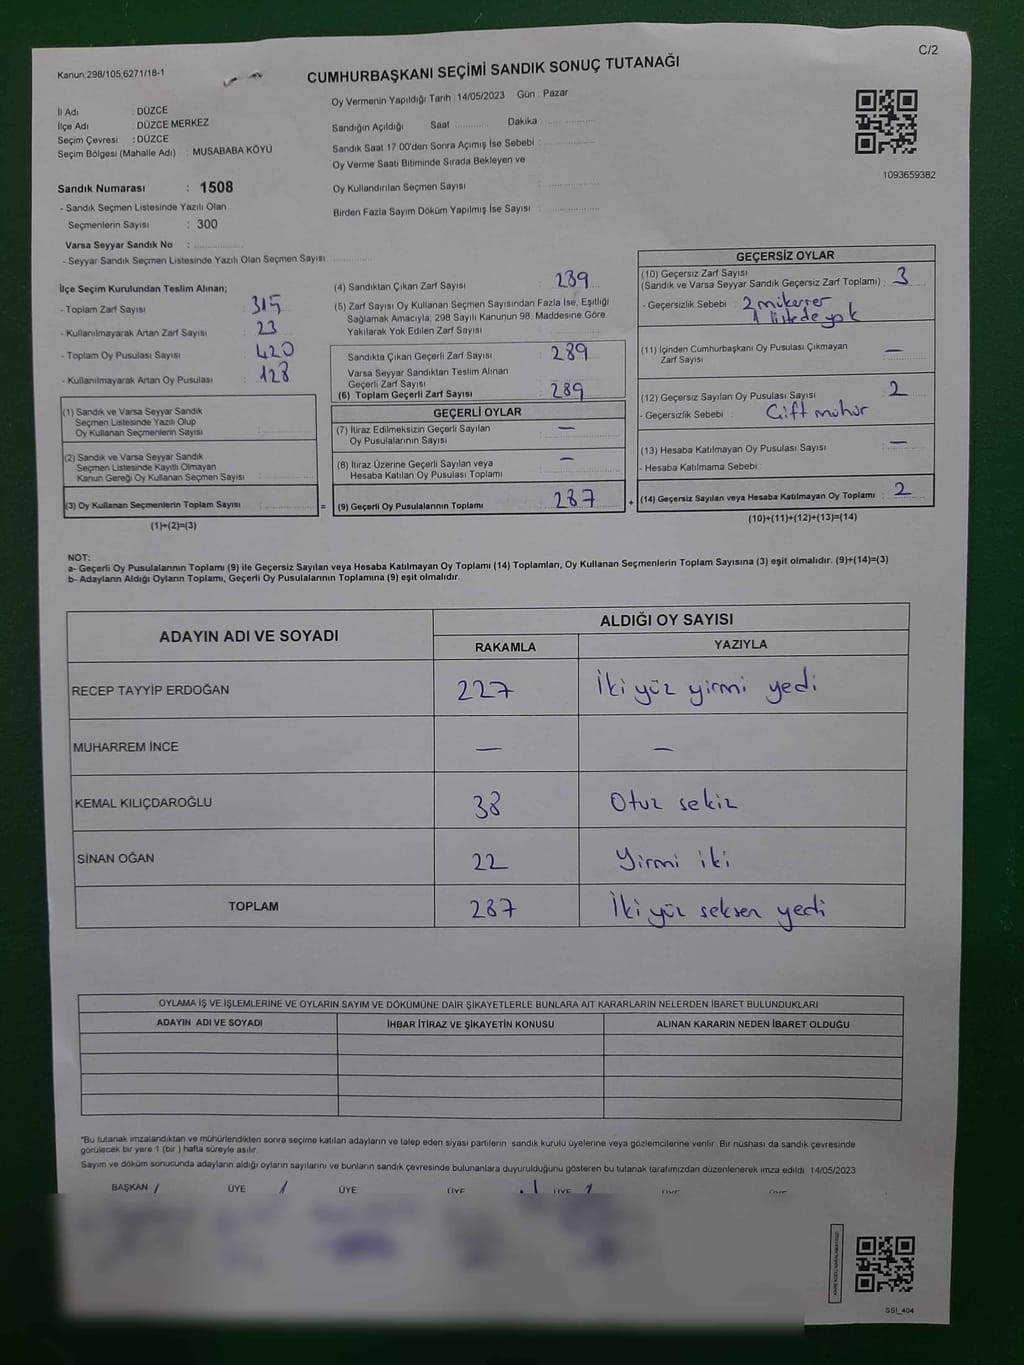 C/2
Kanun;298/105;6271/18-1
CUMHURBAŞKANI SEÇİMİ SANDIK SONUÇ TUTANAĞI
Oy Vermenin Yapıldığı Tarih :14/05/2023 Gün : Pazar
İl Adı : DÜZCE
İlçe Adı : DÜZCE MERKEZ
Seçim Çevresi : DÜZCE
Seçim Bölgesi (Mahalle Adı) : MUSABABA KÖYÜ
Sandığın Açıldığı Saat : Dakika :
Sandık Saat 17.00'den Sonra Açımış İse Sebebi :
Oy Verme Saati Bitiminde Sırada Bekleyen ve
Oy Kullandırılan Seçmen Sayısı :
Birden Fazla Sayım Döküm Yapılmış İse Sayısı :
1093659382
Sandık Numarası : 1508
- Sandık Seçmen Listesinde Yazılı Olan
Seçmenlerin Sayısı : 300
Varsa Seyyar Sandık No :
- Seyyar Sandık Seçmen Listesinde Yazılı Olan Seçmen Sayısı:
İlçe Seçim Kurulundan Teslim Alınan;
- Toplam Zarf Sayısı : 315
- Kullanılmayarak Artan Zarf Sayısı : 23
- Toplam Oy Pusulası Sayısı : 420
- Kullanılmayarak Artan Oy Pusulası : 128
(1) Sandık ve Varsa Seyyar Sandık
Seçmen Listesinde Yazılı Olup
Oy Kullanan Seçmenlerin Sayısı :
(2) Sandık ve Varsa Seyyar Sandık
Seçmen Listesinde Kayıtlı Olmayan
Kanun Gereği Oy Kullanan Seçmen Sayısı :
(3) Oy Kullanan Seçmenlerin Toplam Sayısı :
(1)+(2)=(3)
=
(4) Sandıktan Çıkan Zarf Sayısı : 289
(5) Zarf Sayısı Oy Kullanan Seçmen Sayısından Fazla İse, Eşitliği
Sağlamak Amacıyla; 298 Sayılı Kanunun 98. Maddesine Göre
Yakılarak Yok Edilen Zarf Sayısı :
Sandıkta Çıkan Geçerli Zarf Sayısı : 289
Varsa Seyyar Sandıktan Teslim Alınan
Geçerli Zarf Sayısı :
(6) Toplam Geçerli Zarf Sayısı : 289
GEÇERLİ OYLAR
(7) İtiraz Edilmeksizin Geçerli Sayılan
Oy Pusulalarının Sayısı : —
(8) İtiraz Üzerine Geçerli Sayılan veya
Hesaba Katılan Oy Pusulası Toplamı : —
(9) Geçerli Oy Pusulalarının Toplamı : 287
+
GEÇERSİZ OYLAR
(10) Geçersiz Zarf Sayısı
(Sandık ve Varsa Seyyar Sandık Geçersiz Zarf Toplamı) : 3
- Geçersizlik Sebebi : 2 mükerrer
1 listede yok
(11) İçinden Cumhurbaşkanı Oy Pusulası Çıkmayan
Zarf Sayısı : —
(12) Geçersiz Sayılan Oy Pusulası Sayısı : 2
- Geçersizlik Sebebi : Çift mühür
(13) Hesaba Katılmayan Oy Pusulası Sayısı : —
- Hesaba Katılmama Sebebi :
(14) Geçersiz Sayılan veya Hesaba Katılmayan Oy Toplamı : 2
(10)+(11)+(12)+(13)=(14)
NOT:
a- Geçerli Oy Pusulalarının Toplamı (9) ile Geçersiz Sayılan veya Hesaba Katılmayan Oy Toplamı (14) Toplamları, Oy Kullanan Seçmenlerin Toplam Sayısına (3) eşit olmalıdır. (9)+(14)=(3)
b- Adayların Aldığı Oyların Toplamı, Geçerli Oy Pusulalarının Toplamına (9) eşit olmalıdır.
ADAYIN ADI VE SOYADI ALDIĞI OY SAYISI
RAKAMLA YAZIYLA
RECEP TAYYİP ERDOĞAN 227 İki yüz yirmi yedi
MUHARREM İNCE — —
KEMAL KILIÇDAROĞLU 38 Otuz sekiz
SİNAN OĞAN 22 Yirmi iki
TOPLAM 287 İki yüz seksen yedi
OYLAMA İŞ VE İŞLEMLERİNE VE OYLARIN SAYIM VE DÖKÜMÜNE DAİR ŞİKAYETLERLE BUNLARA AİT KARARLARIN NELERDEN İBARET BULUNDUKLARI
ADAYIN ADI VE SOYADI İHBAR İTİRAZ VE ŞİKAYETİN KONUSU ALINAN KARARIN NEDEN İBARET OLDUĞU
*Bu tutanak imzalandıktan ve mühürlendikten sonra seçime katılan adayların ve talep eden siyasi partilerin sandık kurulu üyelerine veya gözlemcilerine verilir. Bir nüshası da sandık çevresinde
görülecek bir yere 1 (bir ) hafta süreyle asılır.
Sayım ve döküm sonucunda adayların aldığı oyların sayılarını ve bunların sandık çevresinde bulunanlara duyurulduğunu gösteren bu tutanak tarafımızdan düzenlenerek imza edildi. 14/05/2023
BAŞKAN ÜYE ÜYE ÜYE ÜYE ÜYE ÜYE
SSI_404